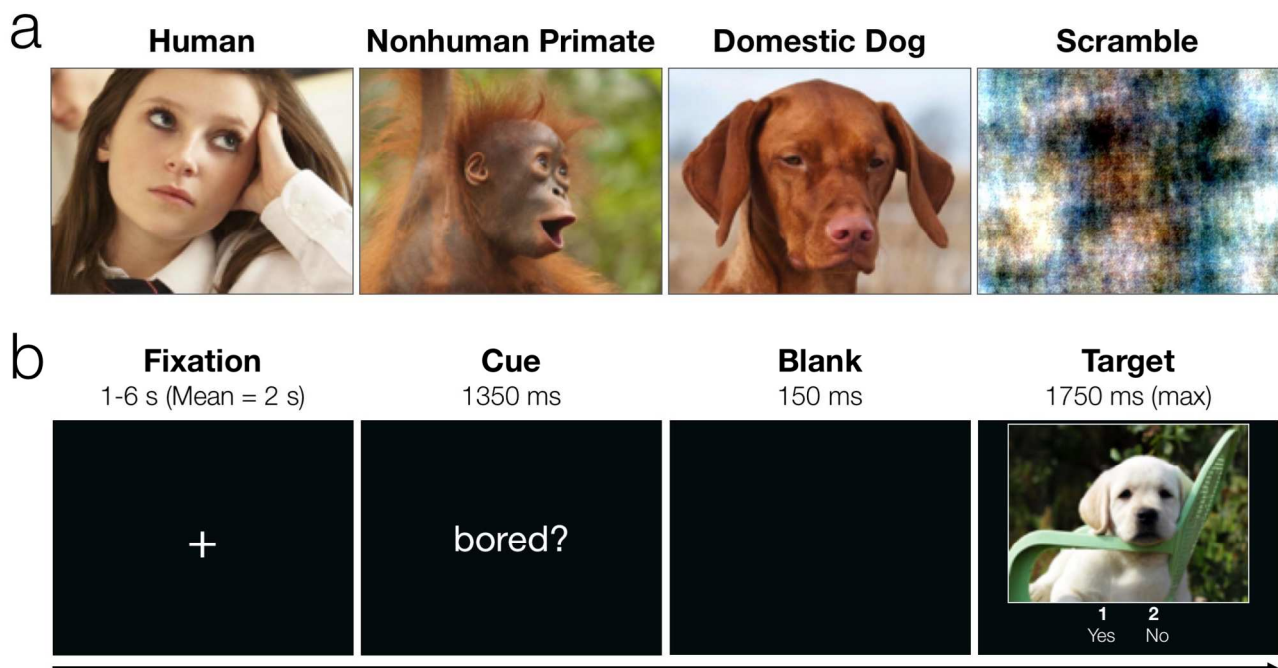 a
Human Nonhuman Primate Domestic Dog Scramble
b
Fixation Cue Blank Target
1-6 s (Mean = 2 s) 1350 ms 150 ms 1750 ms (max)
+ bored?
1 2
Yes No